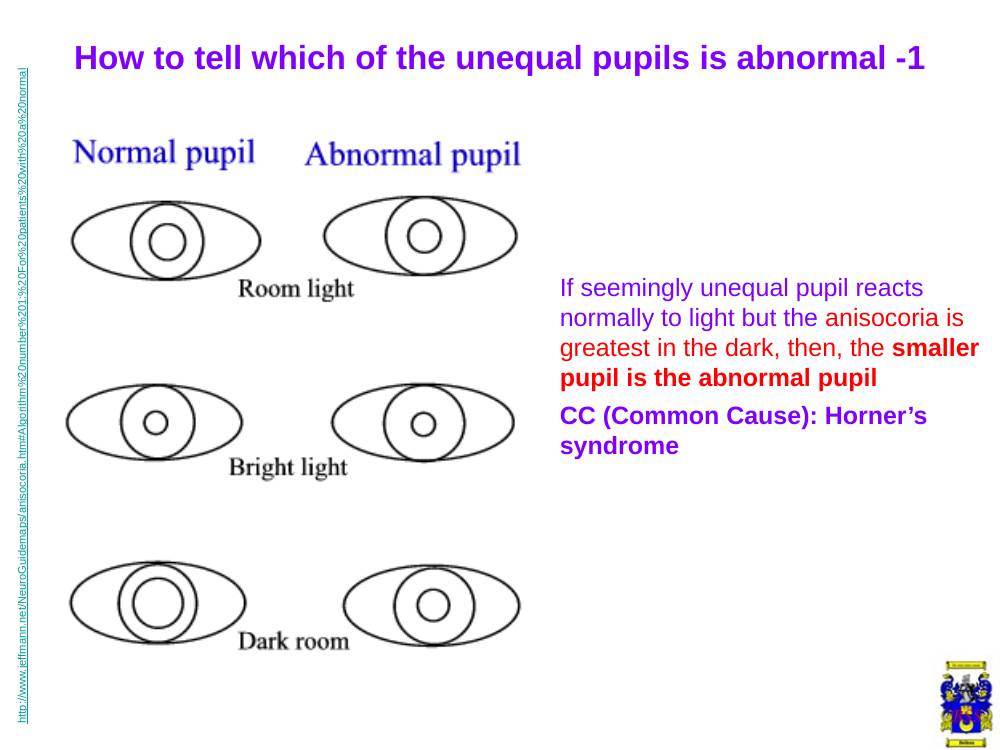 How to tell which of the unequal pupils is abnormal -1
http://www.jeffmann.net/NeuroGuidemaps/anisocoria.htm#Algorithm%20number%201:%20For%20patients%20with%20a%20normal
Normal pupil
Abnormal pupil
Room light
Bright light
Dark room
If seemingly unequal pupil reacts
normally to light but the anisocoria is
greatest in the dark, then, the smaller
pupil is the abnormal pupil
CC (Common Cause): Horner’s
syndrome